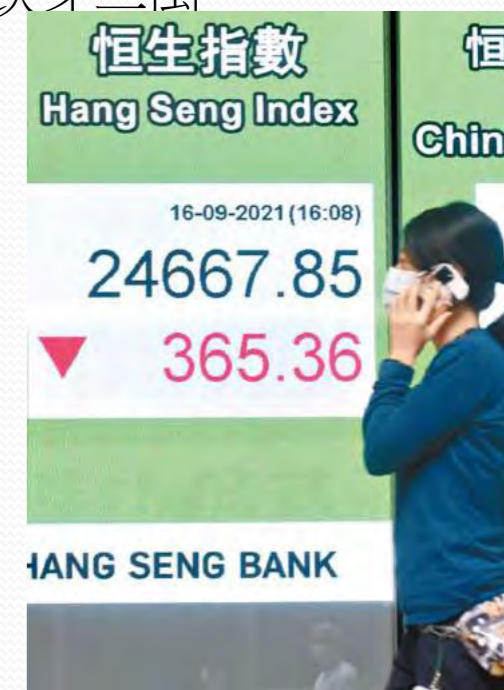 恒生指數
Hang Seng Index
16-09-2021 (16:08)
24667.85
▼ 365.36
HANG SENG BANK
恒
Chin